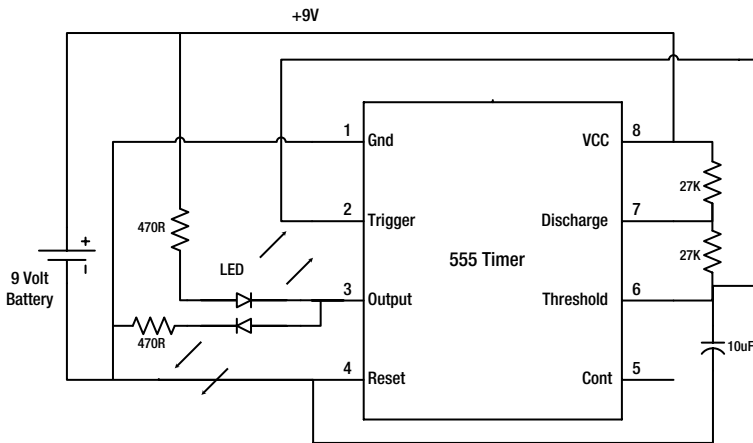 +9V
1 Gnd
VCC 8
27K
470R
2 Trigger
Discharge 7
LED
555 Timer
27K
+
-
9 Volt
Battery
3 Output
Threshold 6
470R
10uF
4 Reset
Cont 5